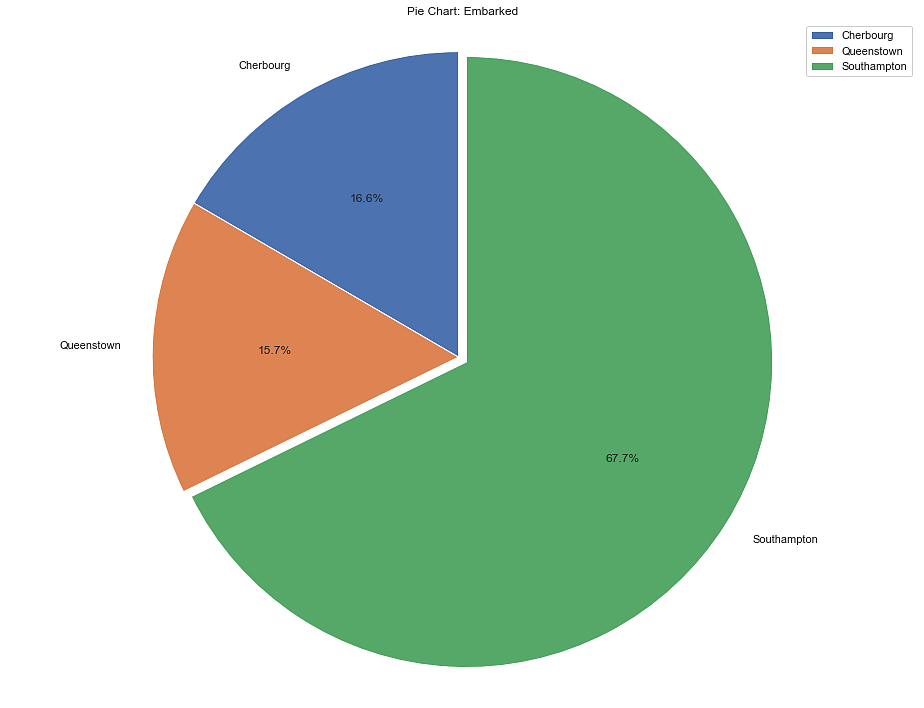 Pie Chart: Embarked
Cherbourg
Queenstown
Southampton
Cherbourg
16.6%
Queenstown
15.7%
67.7%
Southampton